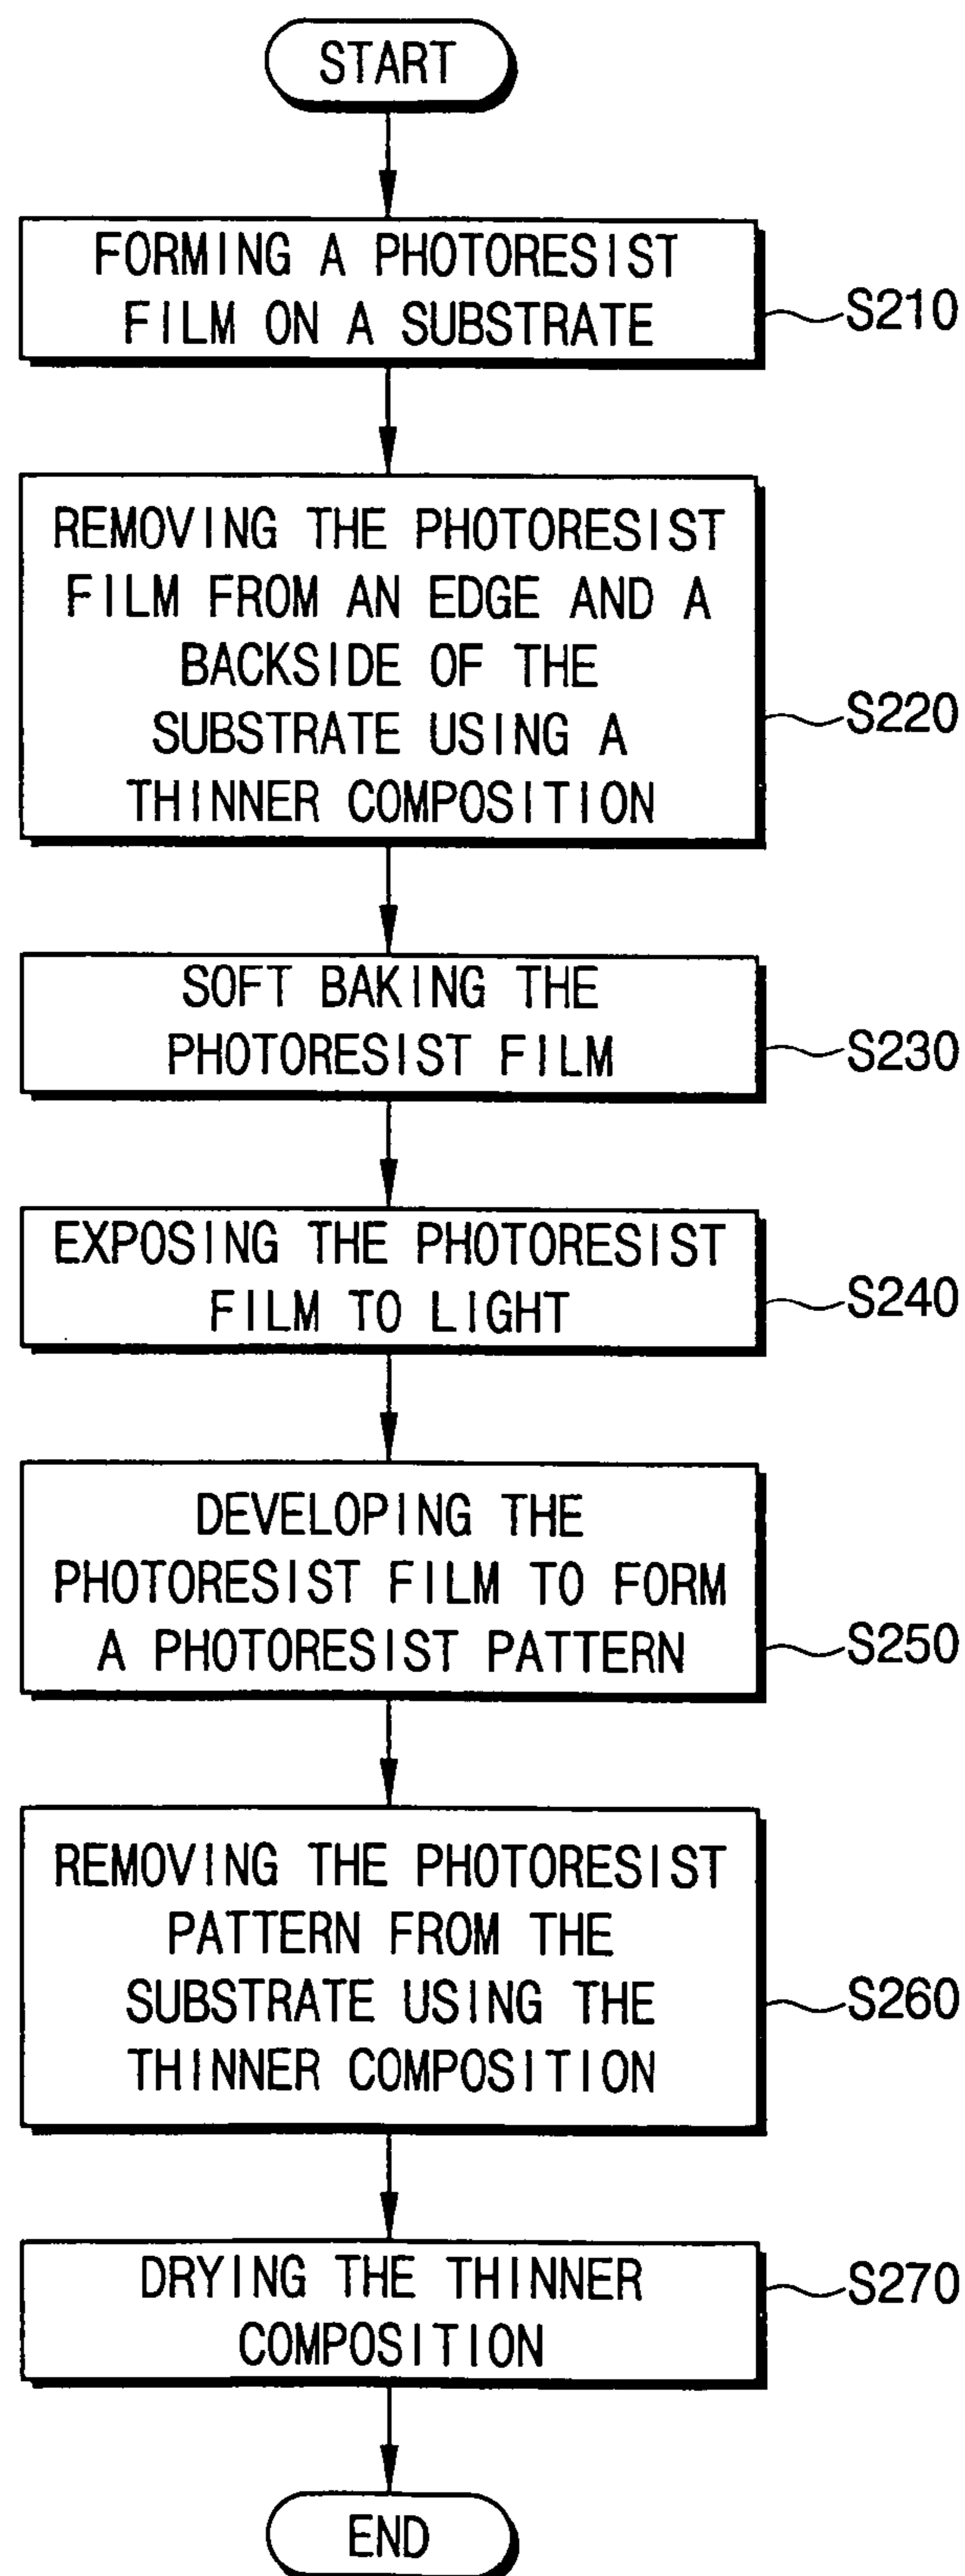 START
FORMING A PHOTORESIST
FILM ON A SUBSTRATE
S210
REMOVING THE PHOTORESIST
FILM FROM AN EDGE AND A
BACKSIDE OF THE
SUBSTRATE USING A
THINNER COMPOSITION
S220
SOFT BAKING THE
PHOTORESIST FILM
S230
EXPOSING THE PHOTORESIST
FILM TO LIGHT
S240
DEVELOPING THE
PHOTORESIST FILM TO FORM
A PHOTORESIST PATTERN
S250
REMOVING THE PHOTORESIST
PATTERN FROM THE
SUBSTRATE USING THE
THINNER COMPOSITION
S260
DRYING THE THINNER
COMPOSITION
S270
END